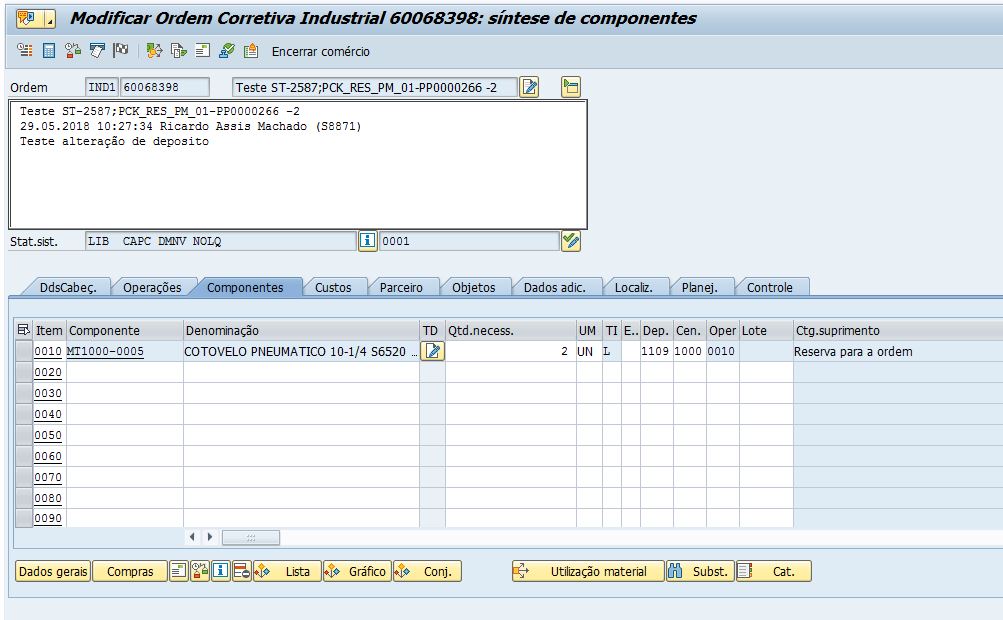 Modificar Ordem Corretiva Industrial 60068398: síntese de componentes
Encerrar comércio
Ordem IND1 60068398 Teste ST-2587;PCK_RES_PM_01-PP0000266 -2
Teste ST-2587;PCK_RES_PM_01-PP0000266 -2
29.05.2018 10:27:34 Ricardo Assis Machado (S8871)
Teste alteração de deposito
Stat.sist. LIB CAPC DMNV NOLQ 0001
DdsCabeç. Operações Componentes Custos Parceiro Objetos Dados adic. Localiz. Planej. Controle
Item Componente Denominação TD Qtd.necess. UM TI E.. Dep. Cen. Oper Lote Ctg.suprimento
0010 MT1000-0005 COTOVELO PNEUMATICO 10-1/4 S6520 ... 2 UN L 1109 1000 0010 Reserva para a ordem
0020
0030
0040
0050
0060
0070
0080
0090
Dados gerais Compras Lista Gráfico Conj. Utilização material Subst. Cat.